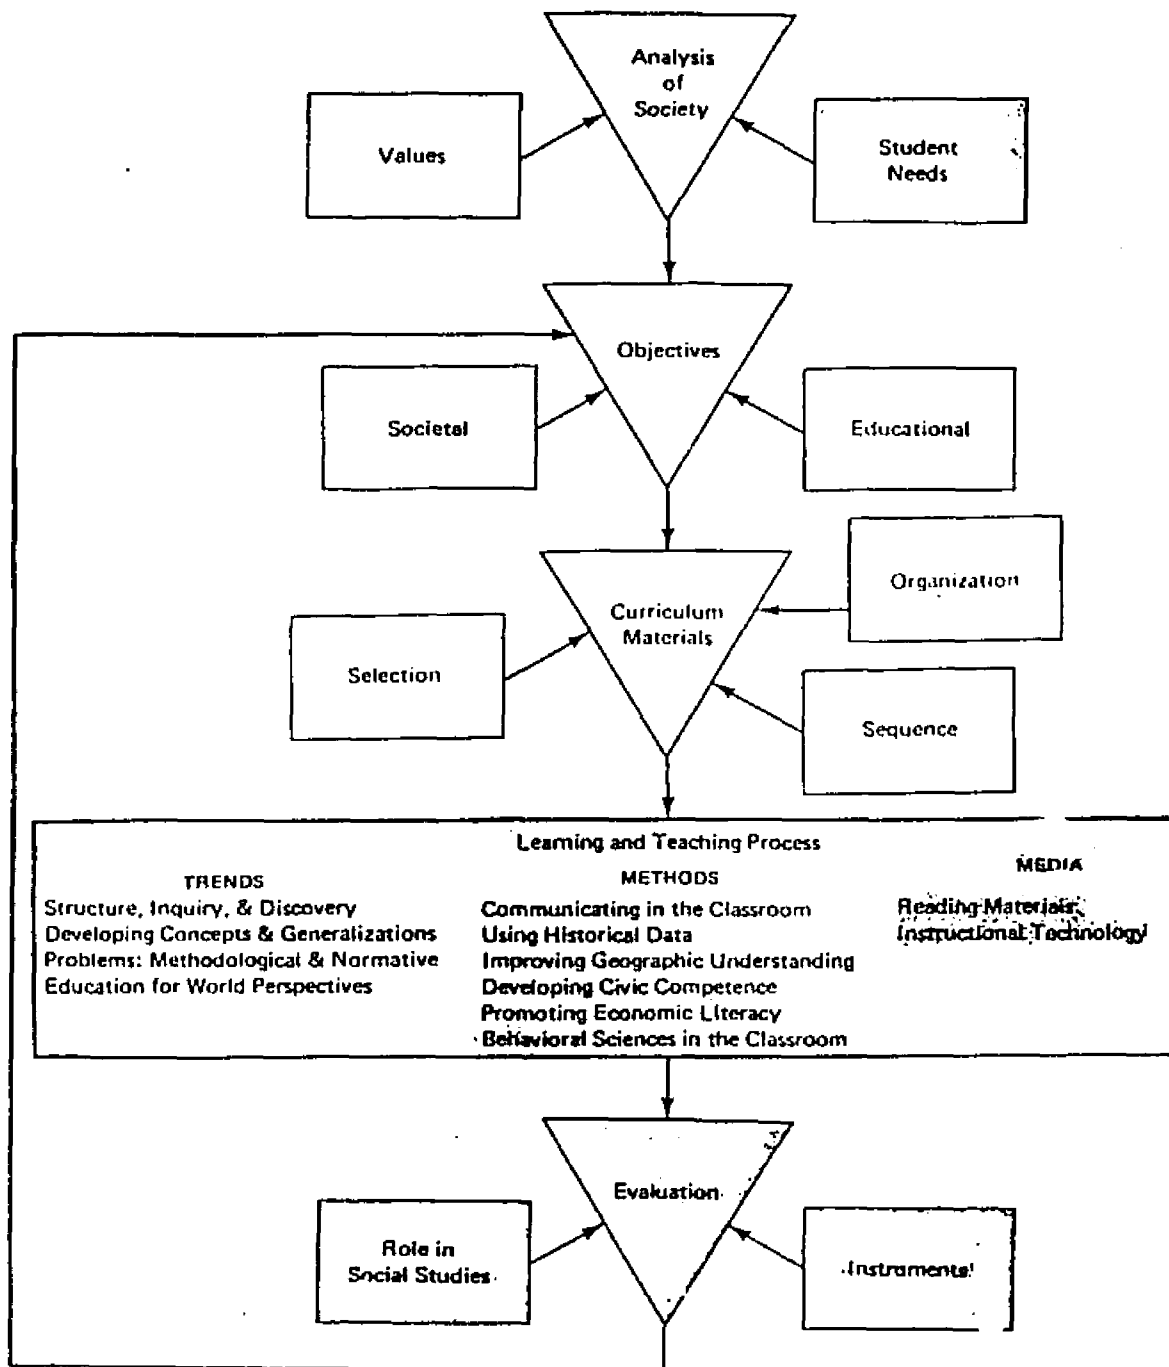 Analysis
of
Society
Values
Student
Needs
Objectives
Societal
Educational
Organization
Curriculum
Materials
Selection
Sequence
Learning and Teaching Process
TRENDS
Structure, Inquiry, & Discovery
Developing Concepts & Generalizations
Problems: Methodological & Normative
Education for World Perspectives
METHODS
Communicating in the Classroom
Using Historical Data
Improving Geographic Understanding
Developing Civic Competence
Promoting Economic Literacy
Behavioral Sciences in the Classroom
MEDIA
Reading Materials
Instructional Technology
Evaluation
Role in
Social Studies
Instruments